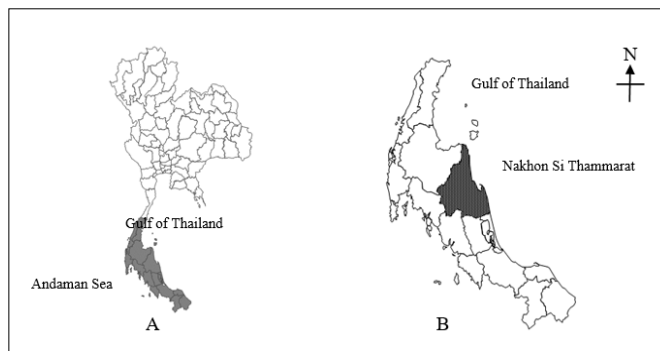 Gulf of Thailand
Andaman Sea
A
N
Gulf of Thailand
Nakhon Si Thammarat
B